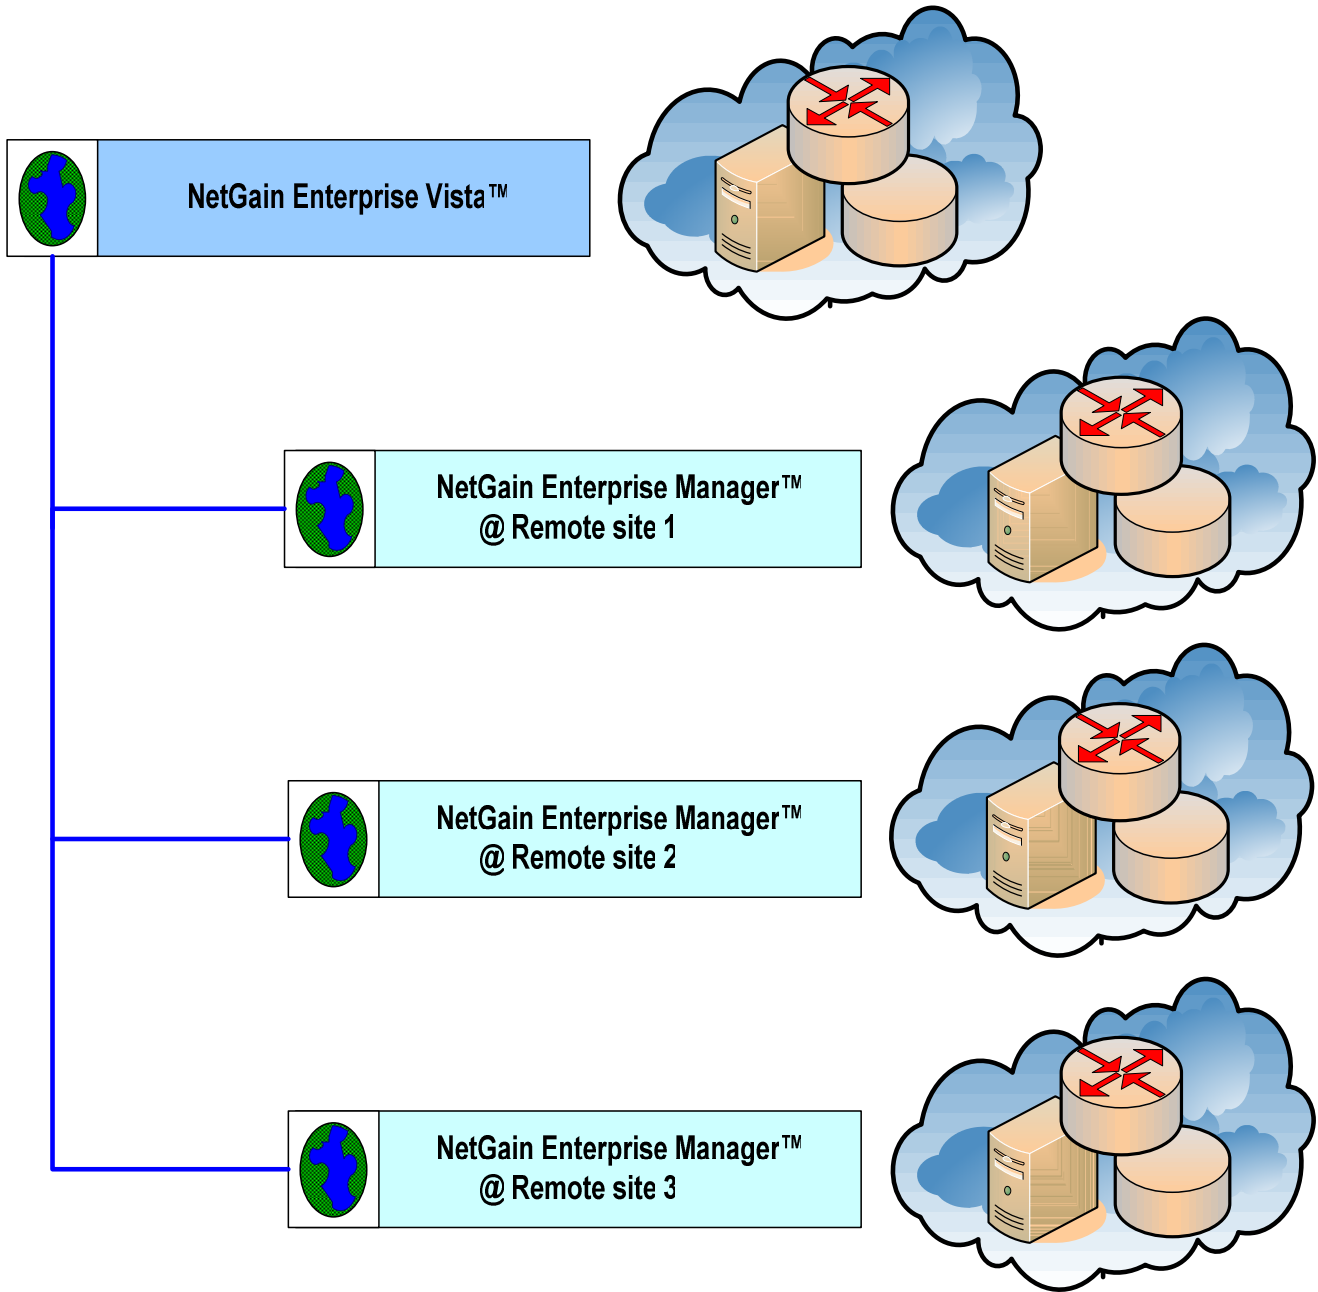 NetGain Enterprise Vista™
NetGain Enterprise Manager™
@ Remote site 1
NetGain Enterprise Manager™
@ Remote site 2
NetGain Enterprise Manager™
@ Remote site 3